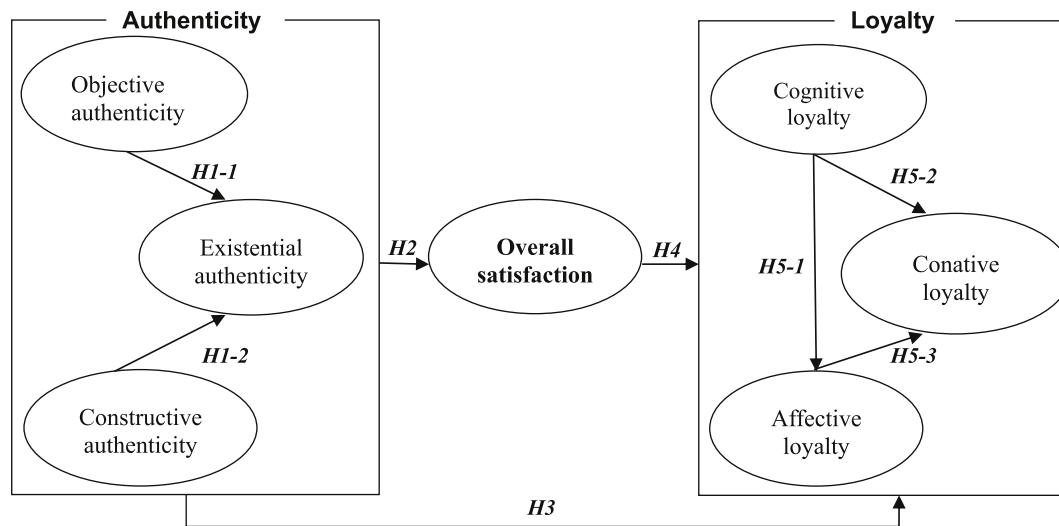 Authenticity
Objective
authenticity
H1-1
Existential
authenticity
H1-2
Constructive
authenticity
H2
Overall
satisfaction
H4
Loyalty
Cognitive
loyalty
H5-2
H5-1
Conative
loyalty
H5-3
Affective
loyalty
H3